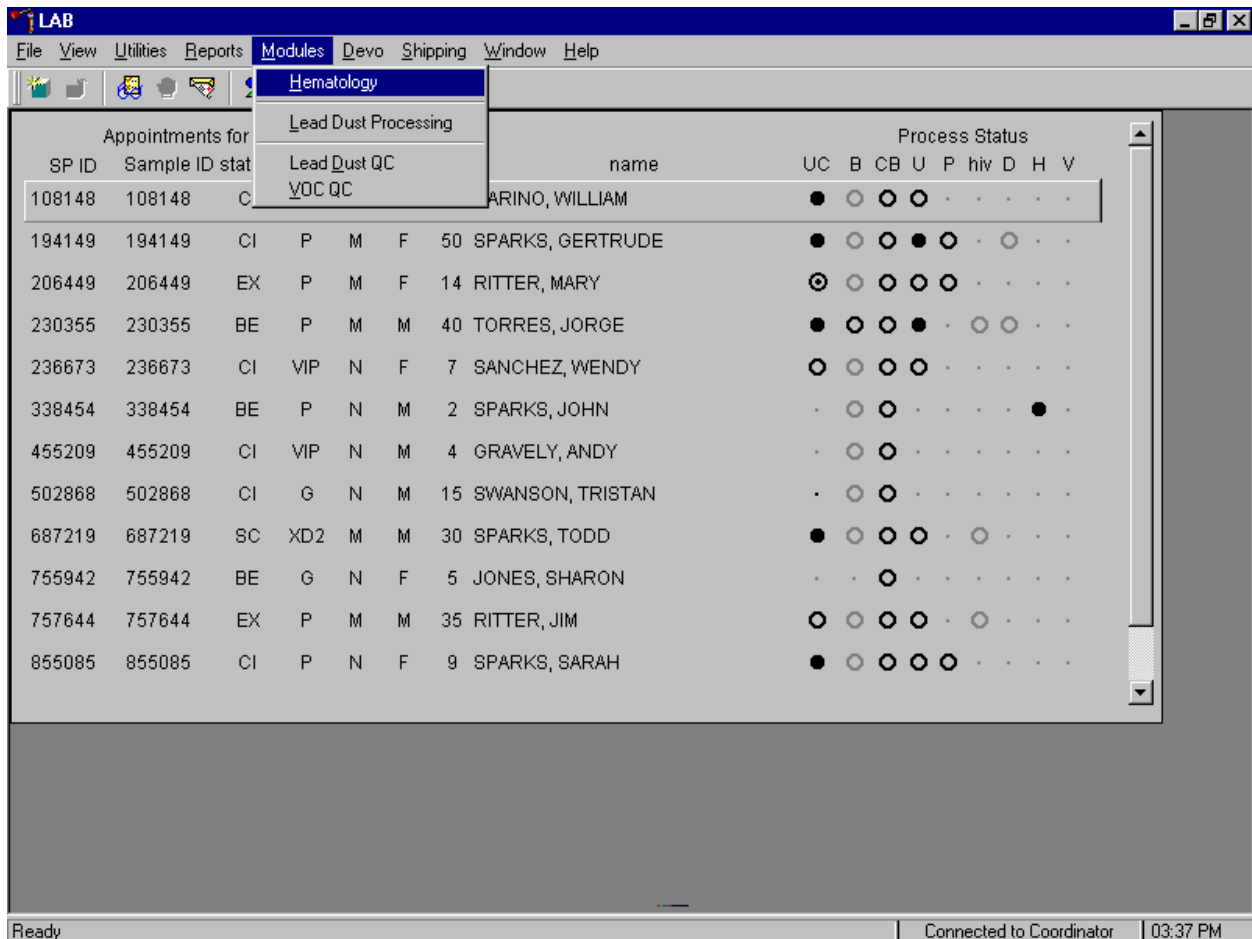 LAB
File View Utilities Reports Modules Devo Shipping Window Help
Hematology
Lead Dust Processing
Lead Dust QC
VOC QC
Appointments for Process Status
SP ID Sample ID stat name UC B CB U P hiv D H V
108148 108148 C ARINO, WILLIAM
194149 194149 CI P M F 50 SPARKS, GERTRUDE
206449 206449 EX P M F 14 RITTER, MARY
230355 230355 BE P M M 40 TORRES, JORGE
236673 236673 CI VIP N F 7 SANCHEZ, WENDY
338454 338454 BE P N M 2 SPARKS, JOHN
455209 455209 CI VIP N M 4 GRAVELY, ANDY
502868 502868 CI G N M 15 SWANSON, TRISTAN
687219 687219 SC XD2 M M 30 SPARKS, TODD
755942 755942 BE G N F 5 JONES, SHARON
757644 757644 EX P M M 35 RITTER, JIM
855085 855085 CI P N F 9 SPARKS, SARAH
Ready Connected to Coordinator 03:37 PM